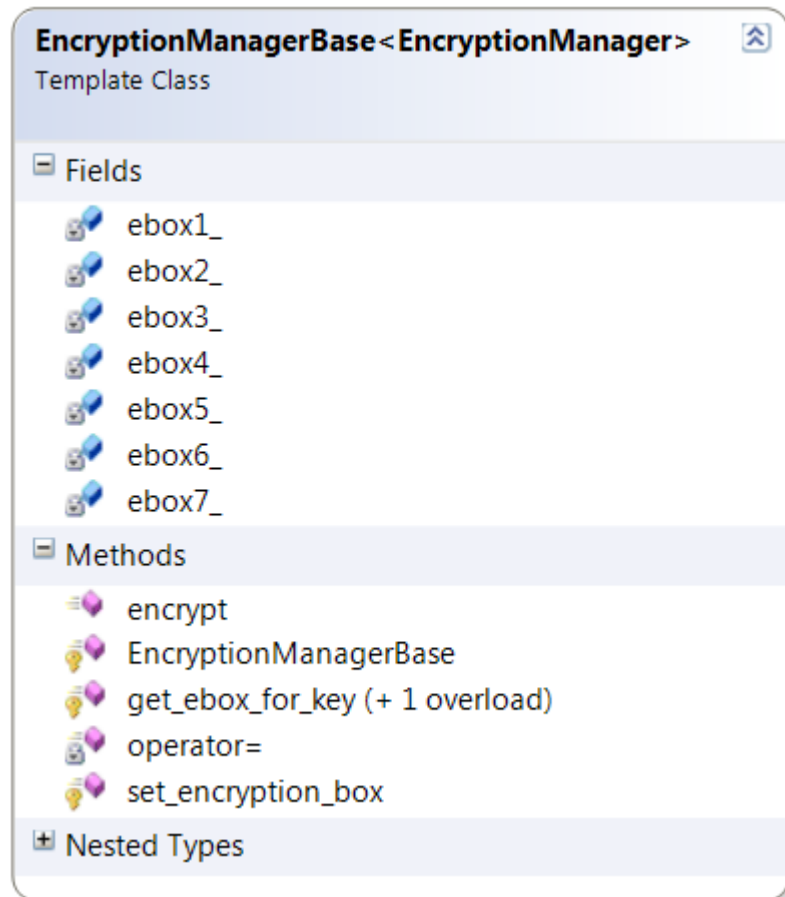 EncryptionManagerBase<EncryptionManager>
Template Class
Fields
ebox1_
ebox2_
ebox3_
ebox4_
ebox5_
ebox6_
ebox7_
Methods
encrypt
EncryptionManagerBase
get_ebox_for_key (+ 1 overload)
operator=
set_encryption_box
Nested Types